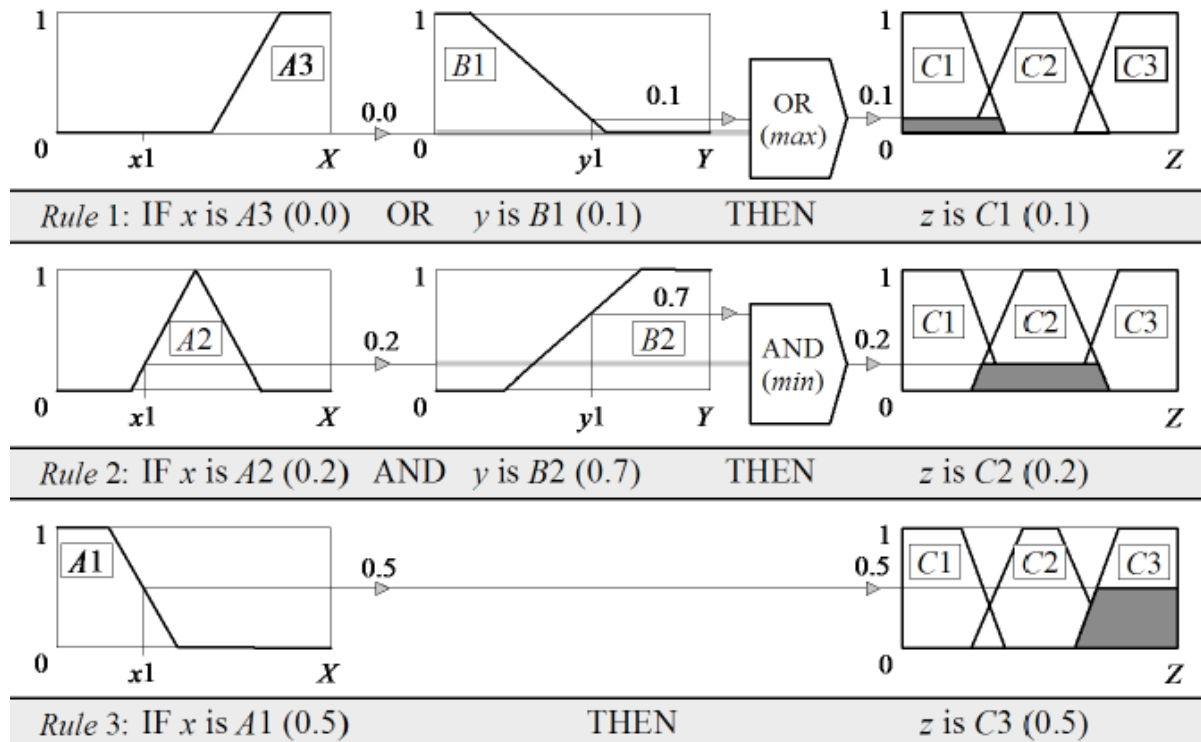 1 A3 0.0 1 B1 0.1 OR (max) 0.1 1 C1 C2 C3
0 x1 X 0 y1 Y 0 Z
Rule 1: IF x is A3 (0.0) OR y is B1 (0.1) THEN z is C1 (0.1)
1 A2 0.2 1 0.7 B2 AND (min) 0.2 1 C1 C2 C3
0 x1 X 0 y1 Y 0 Z
Rule 2: IF x is A2 (0.2) AND y is B2 (0.7) THEN z is C2 (0.2)
1 A1 0.5 0.5 1 C1 C2 C3
0 x1 X 0 Z
Rule 3: IF x is A1 (0.5) THEN z is C3 (0.5)